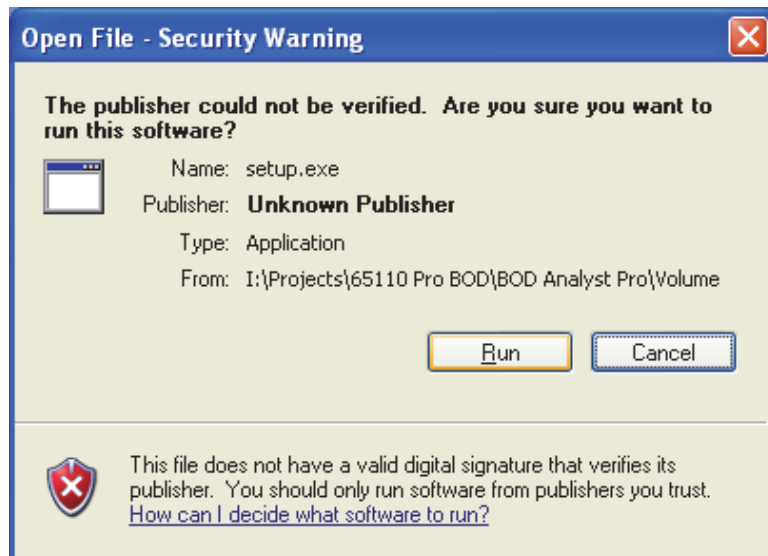 Open File - Security Warning
The publisher could not be verified.  Are you sure you want to
run this software?
Name: setup.exe
Publisher: Unknown Publisher
Type: Application
From: I:\Projects\65110 Pro BOD\BOD Analyst Pro\Volume
Run Cancel
This file does not have a valid digital signature that verifies its
publisher.  You should only run software from publishers you trust.
How can I decide what software to run?